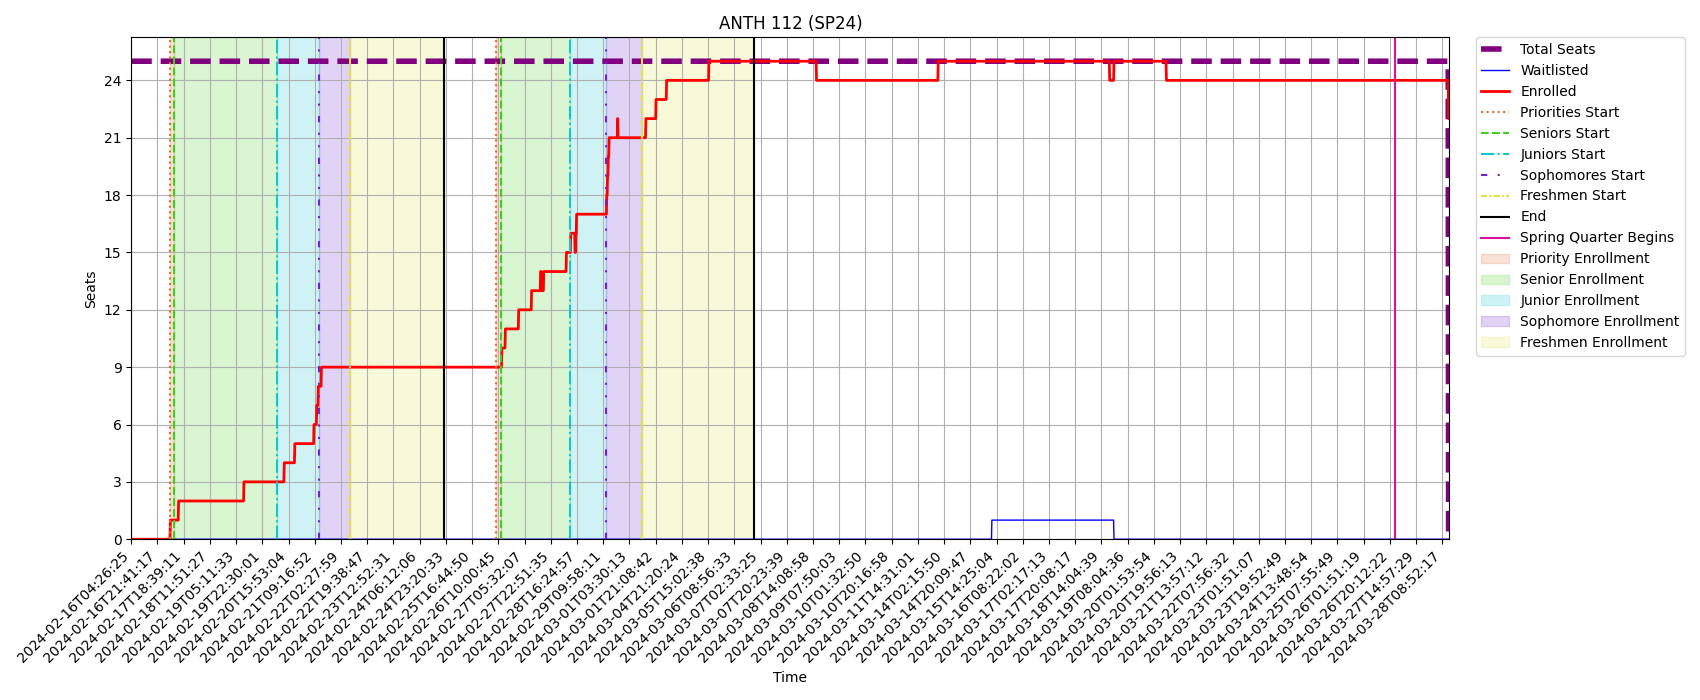 ANTH 112 (SP24)
Total Seats
Waitlisted
Enrolled
Priorities Start
Seniors Start
Juniors Start
Sophomores Start
Freshmen Start
End
Spring Quarter Begins
Priority Enrollment
Senior Enrollment
Junior Enrollment
Sophomore Enrollment
Freshmen Enrollment
Seats
24
21
18
15
12
9
6
3
0
2024-02-16T04:26:25
2024-02-16T21:41:17
2024-02-17T18:39:11
2024-02-18T11:51:27
2024-02-19T05:11:33
2024-02-19T22:30:01
2024-02-20T15:53:04
2024-02-21T09:16:52
2024-02-22T02:27:59
2024-02-22T19:38:47
2024-02-23T12:52:31
2024-02-24T06:12:06
2024-02-24T23:20:33
2024-02-25T16:44:50
2024-02-26T10:00:45
2024-02-27T05:32:07
2024-02-27T22:51:35
2024-02-28T16:24:57
2024-02-29T09:58:11
2024-03-01T03:30:13
2024-03-01T21:08:42
2024-03-04T21:20:24
2024-03-05T15:02:38
2024-03-06T08:56:33
2024-03-07T02:33:25
2024-03-07T20:23:39
2024-03-08T14:08:58
2024-03-09T07:50:03
2024-03-10T01:32:50
2024-03-10T20:16:58
2024-03-11T14:31:01
2024-03-14T02:15:50
2024-03-14T20:09:47
2024-03-15T14:25:04
2024-03-16T08:22:02
2024-03-17T02:17:13
2024-03-17T20:08:17
2024-03-18T14:04:39
2024-03-19T08:04:36
2024-03-20T01:53:54
2024-03-20T19:56:13
2024-03-21T13:57:12
2024-03-22T07:56:32
2024-03-23T01:51:07
2024-03-23T19:52:49
2024-03-24T13:48:54
2024-03-25T07:55:49
2024-03-26T01:51:19
2024-03-26T20:12:22
2024-03-27T14:57:29
2024-03-28T08:52:17
Time